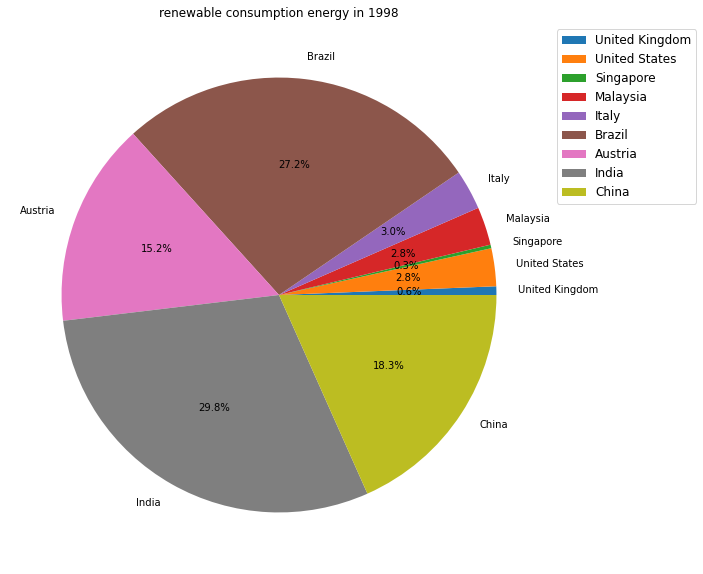 renewable consumption energy in 1998
United Kingdom
United States
Singapore
Malaysia
Italy
Brazil
Austria
India
China
Brazil
27.2%
Italy
3.0%
Malaysia
2.8%
Singapore
0.3%
United States
2.8%
United Kingdom
0.6%
Austria
15.2%
India
29.8%
China
18.3%